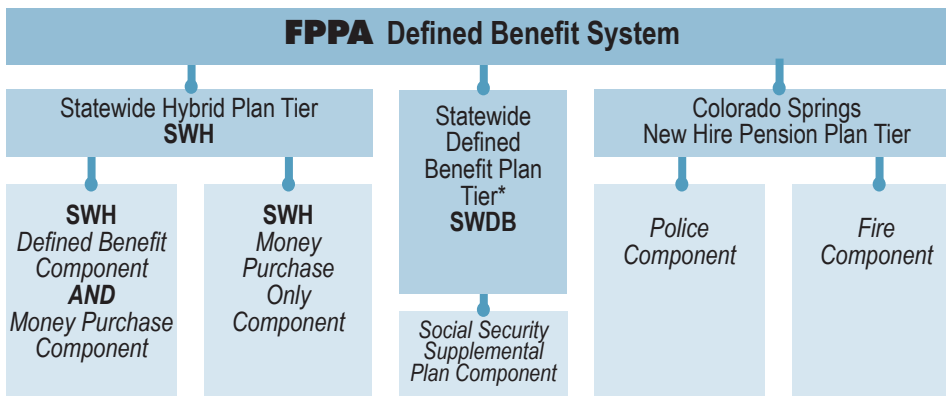 FPPA Defined Benefit System
Statewide Hybrid Plan Tier
SWH
SWH
Defined Benefit
Component
AND
Money Purchase
Component
SWH
Money
Purchase
Only
Component
Statewide
Defined
Benefit Plan
Tier*
SWDB
Social Security
Supplemental
Plan Component
Colorado Springs
New Hire Pension Plan Tier
Police
Component
Fire
Component